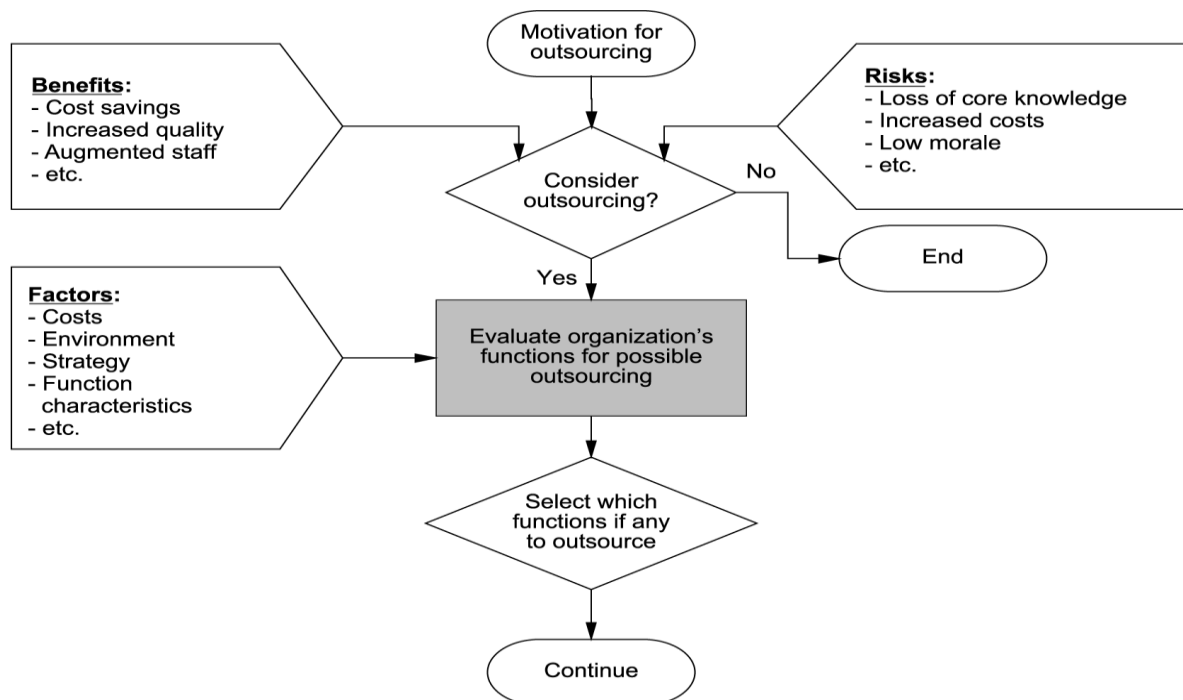 Motivation for
outsourcing
Benefits:
- Cost savings
- Increased quality
- Augmented staff
- etc.
Risks:
- Loss of core knowledge
- Increased costs
- Low morale
- etc.
Consider
outsourcing?
No
End
Yes
Factors:
- Costs
- Environment
- Strategy
- Function
characteristics
- etc.
Evaluate organization’s
functions for possible
outsourcing
Select which
functions if any
to outsource
Continue